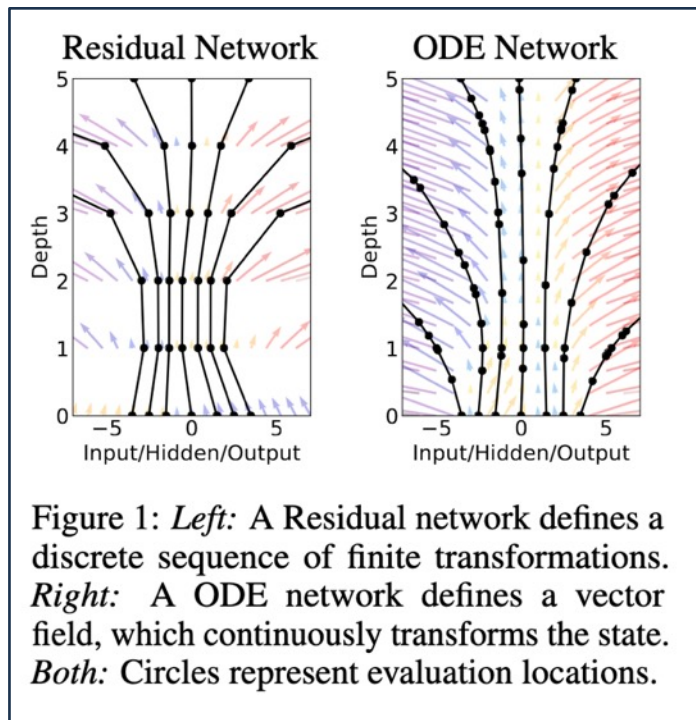 Residual Network
ODE Network
5
4
3
2
1
0
Depth
−5
0
5
Input/Hidden/Output
5
4
3
2
1
0
Depth
−5
0
5
Input/Hidden/Output
Figure 1: Left: A Residual network defines a
discrete sequence of finite transformations.
Right: A ODE network defines a vector
field, which continuously transforms the state.
Both: Circles represent evaluation locations.